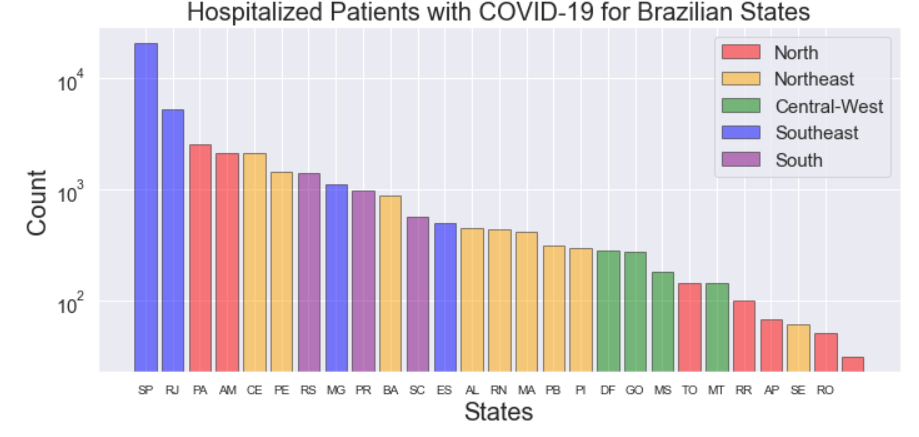 Hospitalized Patients with COVID-19 for Brazilian States
North
Northeast
Central-West
Southeast
South
Count
10^4
10^3
10^2
SP RJ PA AM CE PE RS MG PR BA SC ES AL RN MA PB PI DF GO MS TO MT RR AP SE RO
States